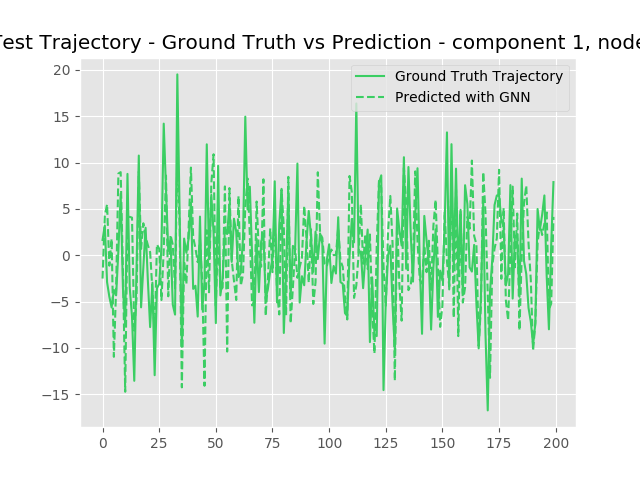 Test Trajectory - Ground Truth vs Prediction - component 1, node
Ground Truth Trajectory
Predicted with GNN
20
15
10
5
0
−5
−10
−15
0 25 50 75 100 125 150 175 200